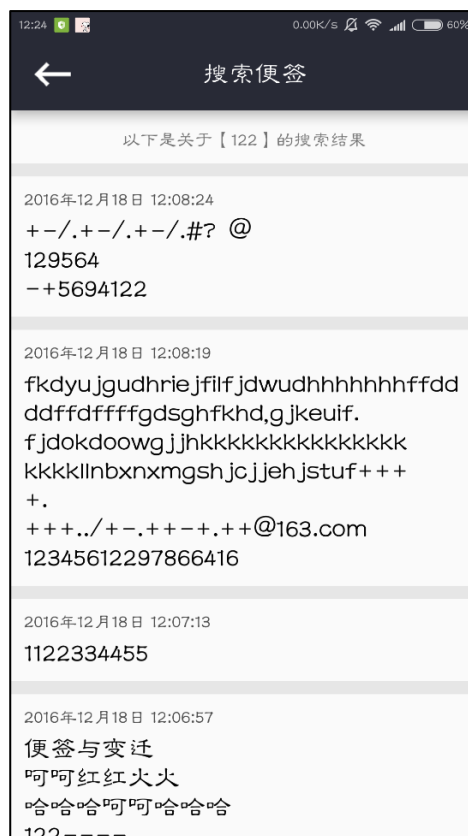 12:24 0.00K/s 60%
搜索便签
以下是关于【122】的搜索结果
2016年12月18日 12:08:24
+-/.+-/.+-/.#? @
129564
-+5694122
2016年12月18日 12:08:19
fkdyujgudhriejfilfjdwudhhhhhhhffdd
ddffdffffgdsghfkhd,gjkeuif.
fjdokdoowgjjhkkkkkkkkkkkkkkkk
kkkkllnbxnxmgshjcjjehjstuf+++
+.
+++../+-.++-+.++@163.com
12345612297866416
2016年12月18日 12:07:13
1122334455
2016年12月18日 12:06:57
便签与变迁
呵呵红红火火
哈哈哈呵呵哈哈哈
122----